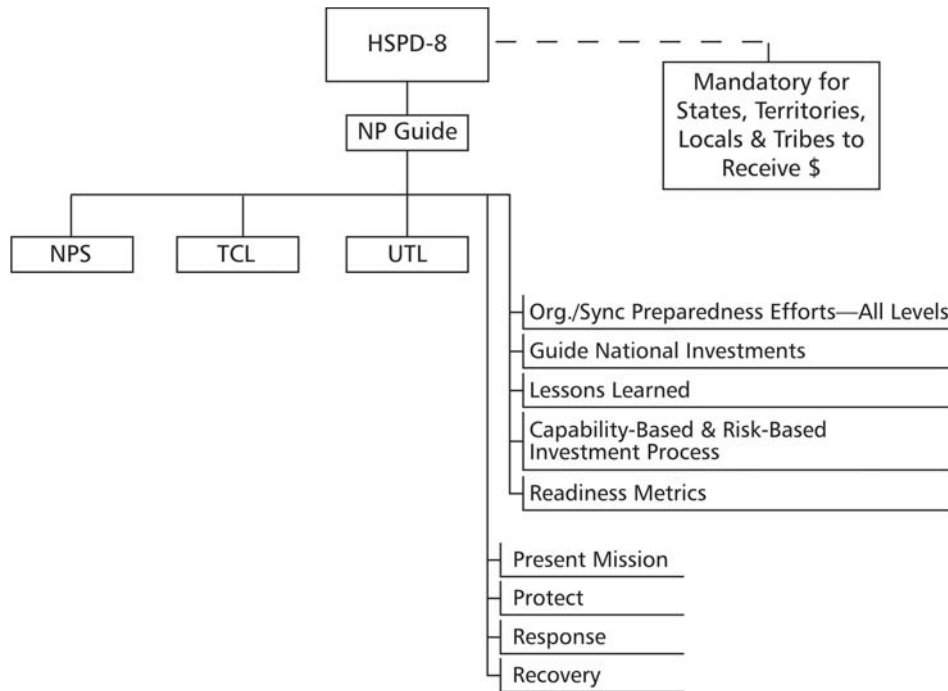 HSPD-8
Mandatory for
States, Territories,
Locals & Tribes to
Receive $
NP Guide
NPS
TCL
UTL
Org./Sync Preparedness Efforts—All Levels
Guide National Investments
Lessons Learned
Capability-Based & Risk-Based
Investment Process
Readiness Metrics
Present Mission
Protect
Response
Recovery